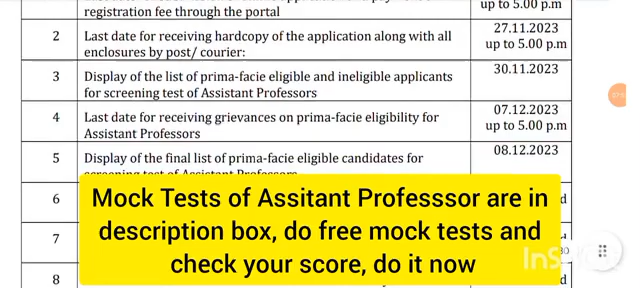 up to 5.00 p.m
registration fee through the portal
2 Last date for receiving hardcopy of the application along with all enclosures by post/ courier: 27.11.2023 up to 5.00 p.m
3 Display of the list of prima-facie eligible and ineligible applicants for screening test of Assistant Professors 30.11.2023
4 Last date for receiving grievances on prima-facie eligibility for Assistant Professors 07.12.2023 up to 5.00 p.m
5 Display of the final list of prima-facie eligible candidates for 08.12.2023
screening test of Assistant Professors
6
7
8
Mock Tests of Assitant Professsor are in
description box, do free mock tests and
check your score, do it now